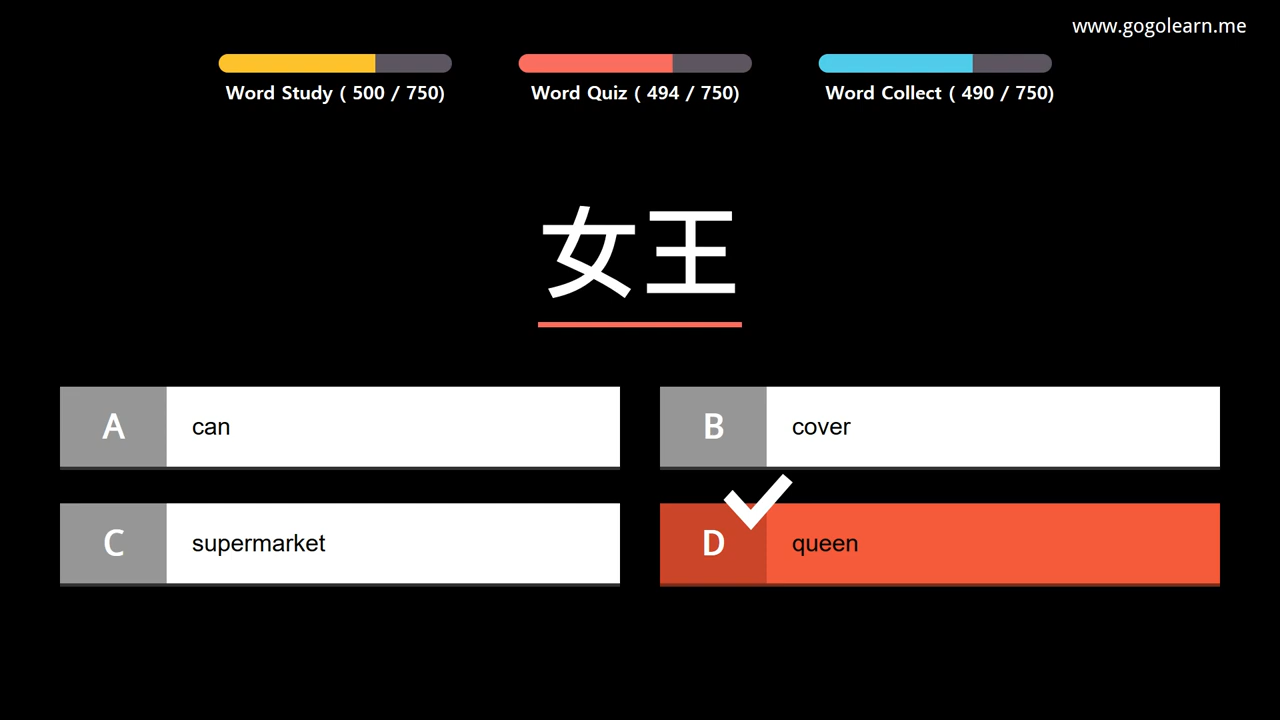 www.gogolearn.me
Word Study ( 500 / 750)
Word Quiz ( 494 / 750)
Word Collect ( 490 / 750)
女王
A can
B cover
C supermarket
D queen